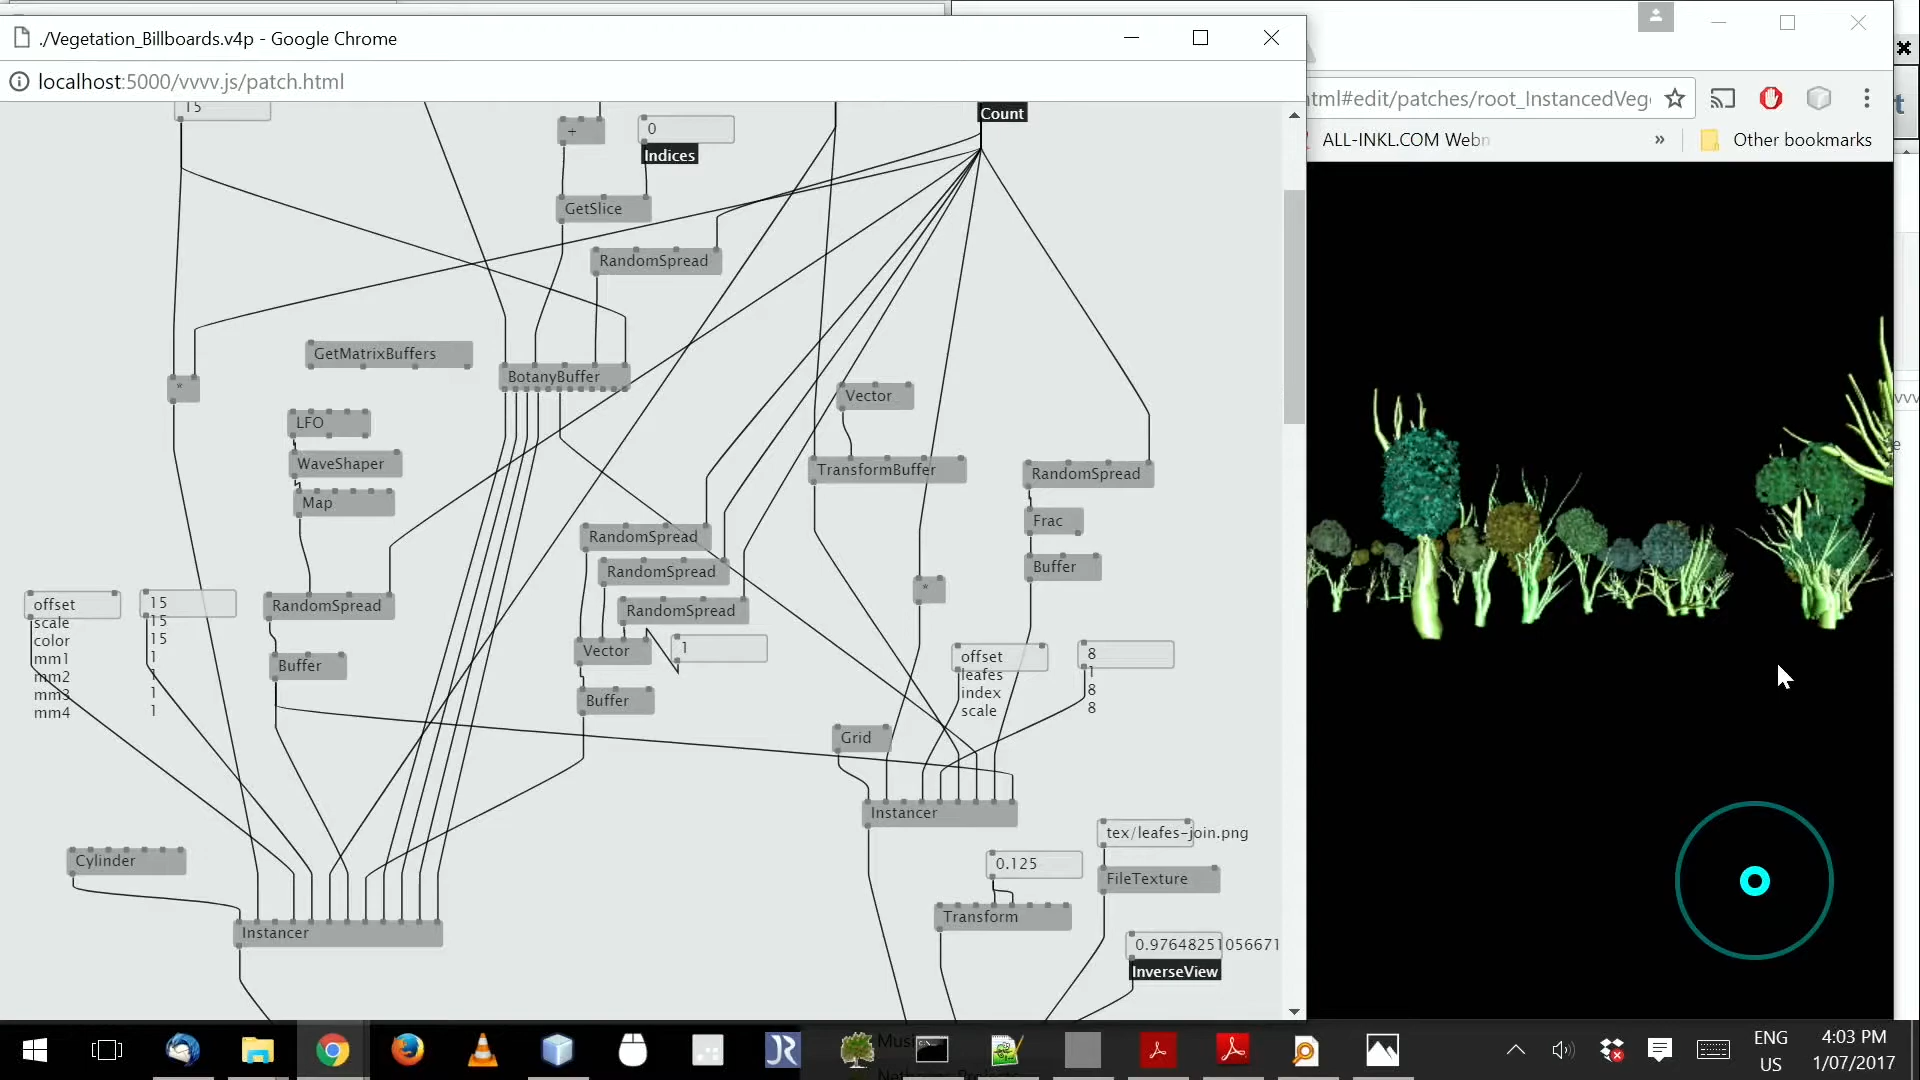 ./Vegetation_Billboards.v4p - Google Chrome
localhost:5000/vvvv.js/patch.html
tml#edit/patches/root_InstancedVeg
ALL-INKL.COM Webn
»
Other bookmarks
15
Count
+
0
Indices
GetSlice
RandomSpread
GetMatrixBuffers
BotanyBuffer
*
Vector
LFO
WaveShaper
Map
TransformBuffer
RandomSpread
Frac
Buffer
RandomSpread
RandomSpread
RandomSpread
*
offset
scale
color
mm1
mm2
mm3
mm4
15
15
15
1
1
1
1
RandomSpread
Buffer
Vector
1
Buffer
offset
leafes
index
scale
8
1
8
8
Grid
Instancer
tex/leafes-join.png
0.125
FileTexture
Cylinder
Transform
Instancer
0.97648251056671
InverseView
ENG
US
4:03 PM
1/07/2017